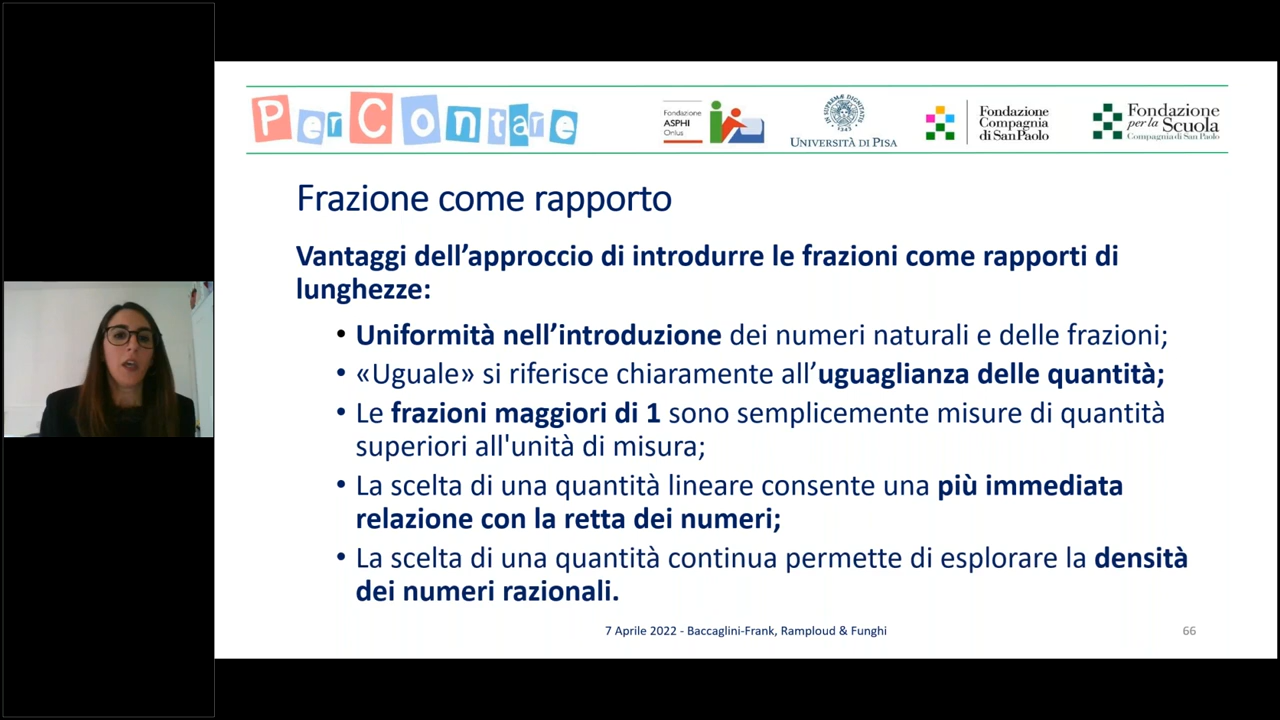 PerContare
Fondazione
ASPHI
Onlus
IN SUPREMÆ DIGNITATIS
1343
UNIVERSITÀ DI PISA
Fondazione
Compagnia
di San Paolo
Fondazione
per la Scuola
Compagnia di San Paolo
Frazione come rapporto
Vantaggi dell’approccio di introdurre le frazioni come rapporti di
lunghezze:
• Uniformità nell’introduzione dei numeri naturali e delle frazioni;
• «Uguale» si riferisce chiaramente all’uguaglianza delle quantità;
• Le frazioni maggiori di 1 sono semplicemente misure di quantità
superiori all'unità di misura;
• La scelta di una quantità lineare consente una più immediata
relazione con la retta dei numeri;
• La scelta di una quantità continua permette di esplorare la densità
dei numeri razionali.
7 Aprile 2022 - Baccaglini-Frank, Ramploud & Funghi
66